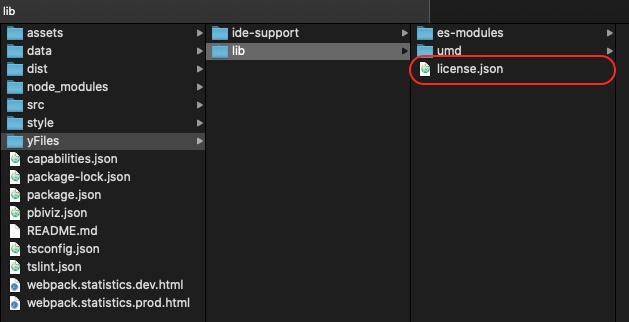 lib
assets
data
dist
node_modules
src
style
yFiles
capabilities.json
package-lock.json
package.json
pbiviz.json
README.md
tsconfig.json
tslint.json
webpack.statistics.dev.html
webpack.statistics.prod.html
ide-support
lib
es-modules
umd
license.json